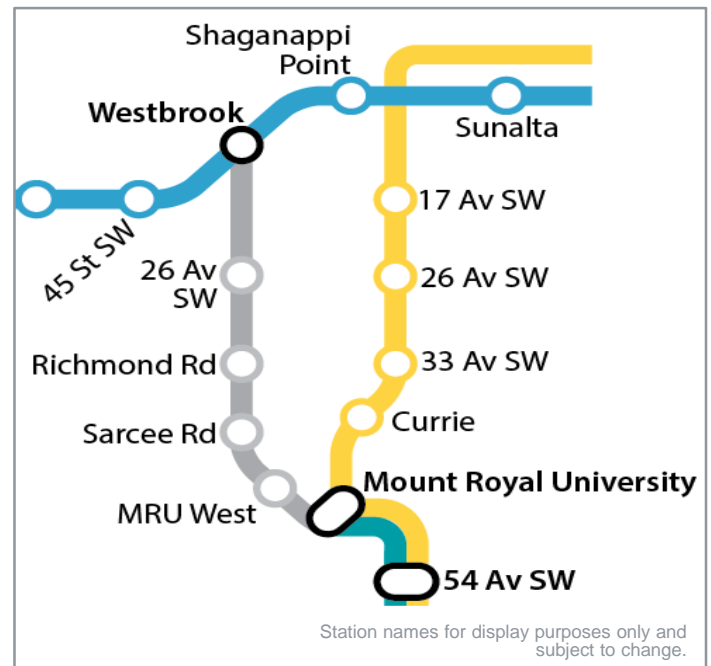 Shaganappi
Point
Westbrook
Sunalta
45 St SW
17 Av SW
26 Av
SW
26 Av SW
Richmond Rd
33 Av SW
Sarcee Rd
Currie
Mount Royal University
MRU West
54 Av SW
Station names for display purposes only and
subject to change.